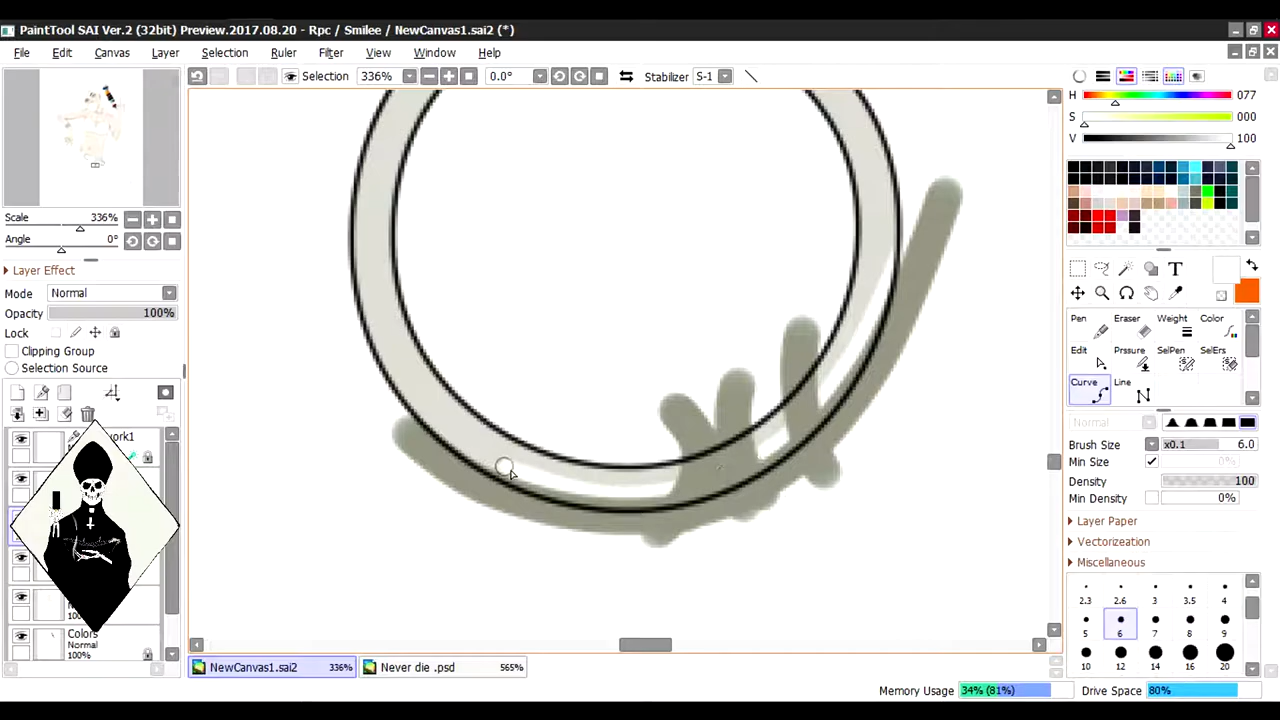 PaintTool SAI Ver.2 (32bit) Preview.2017.08.20 - Rpc / Smilee / NewCanvas1.sai2 (*)
File Edit Canvas Layer Selection Ruler Filter View Window Help
Selection 336% 0.0° Stabilizer S-1
H 077
S 000
V 100
Scale 336%
Angle 0°
Layer Effect
Mode Normal
Opacity 100%
Lock
Clipping Group
Selection Source
work1
Colors
Normal
100%
T
Pen Eraser Weight Color
Edit Prssure SelPen SelErs
Curve Line
Normal
Brush Size x0.1 6.0
Min Size 0%
Density 100
Min Density 0%
Layer Paper
Vectorizeation
Miscellaneous
2.3 2.6 3 3.5 4
5 6 7 8 9
10 12 14 16 20
NewCanvas1.sai2 336% Never die .psd 565%
Memory Usage 34% (81%) Drive Space 80%